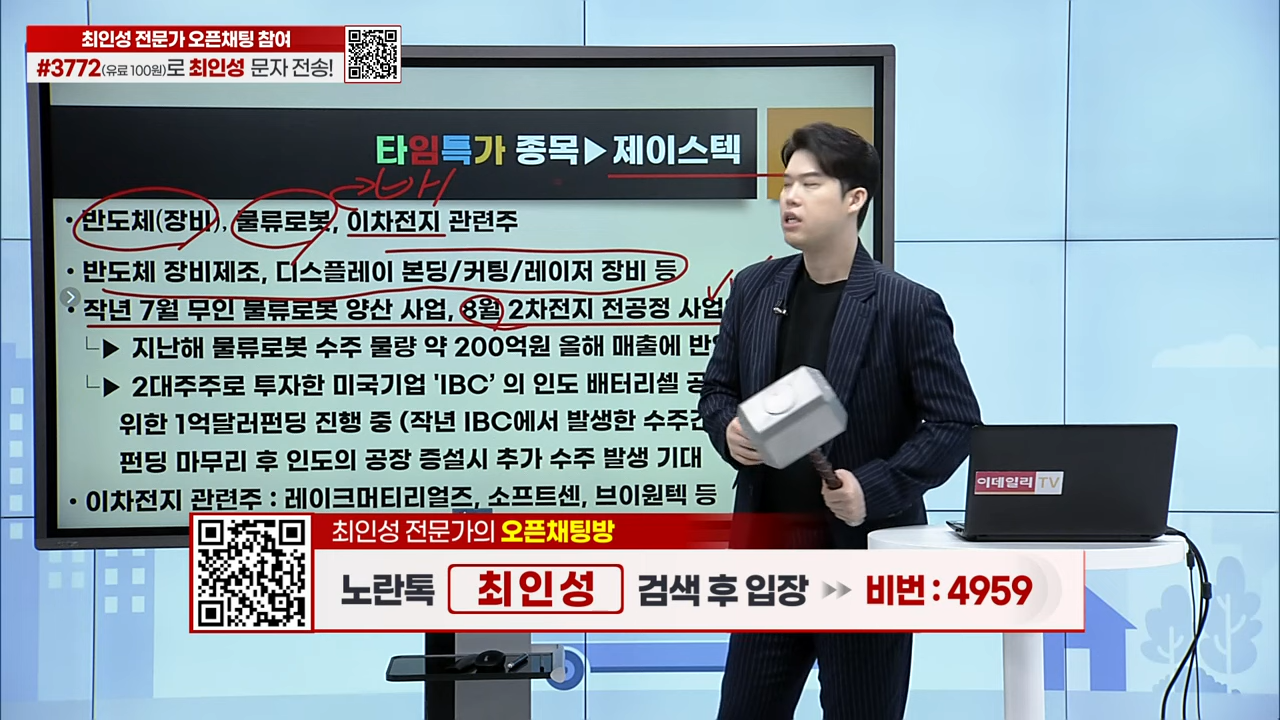 최인성 전문가 오픈채팅 참여
#3772(유료 100원)로 최인성 문자 전송!
타임특가 종목▶제이스텍
• 반도체(장비), 물류로봇, 이차전지 관련주
• 반도체 장비제조, 디스플레이 본딩/커팅/레이저 장비 등
• 작년 7월 무인 물류로봇 양산 사업, 8월 2차전지 전공정 사업
└▶ 지난해 물류로봇 수주 물량 약 200억원 올해 매출에
└▶ 2대주주로 투자한 미국기업 'IBC' 의 인도 배터리셀
위한 1억달러펀딩 진행 중 (작년 IBC에서 발생한
펀딩 마무리 후 인도의 공장 증설시 추가 수주 발생 기대
• 이차전지 관련주 : 레이크머티리얼즈, 소프트센, 브이원텍 등
이데일리TV
최인성 전문가의 오픈채팅방
노란톡 최인성 검색 후 입장 비번 : 4959